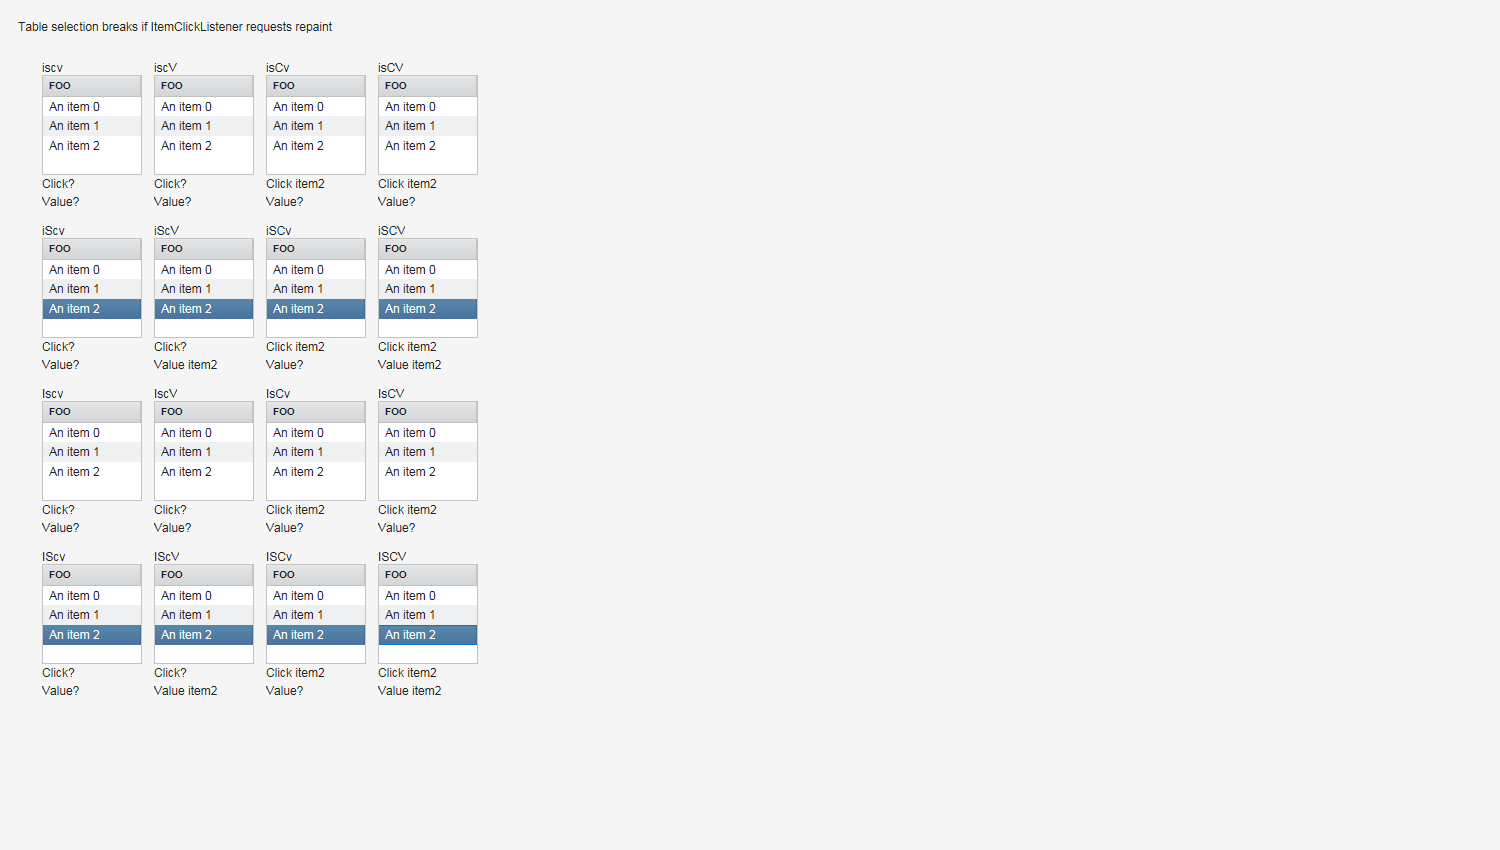 Table selection breaks if ItemClickListener requests repaint
iscv iscV isCv isCV
FOO FOO FOO FOO
An item 0 An item 0 An item 0 An item 0
An item 1 An item 1 An item 1 An item 1
An item 2 An item 2 An item 2 An item 2
Click? Click? Click item2 Click item2
Value? Value? Value? Value?
iScv iScV iSCv iSCV
FOO FOO FOO FOO
An item 0 An item 0 An item 0 An item 0
An item 1 An item 1 An item 1 An item 1
An item 2 An item 2 An item 2 An item 2
Click? Click? Click item2 Click item2
Value? Value item2 Value? Value item2
Iscv IscV IsCv IsCV
FOO FOO FOO FOO
An item 0 An item 0 An item 0 An item 0
An item 1 An item 1 An item 1 An item 1
An item 2 An item 2 An item 2 An item 2
Click? Click? Click item2 Click item2
Value? Value? Value? Value?
IScv IScV ISCv ISCV
FOO FOO FOO FOO
An item 0 An item 0 An item 0 An item 0
An item 1 An item 1 An item 1 An item 1
An item 2 An item 2 An item 2 An item 2
Click? Click? Click item2 Click item2
Value? Value item2 Value? Value item2